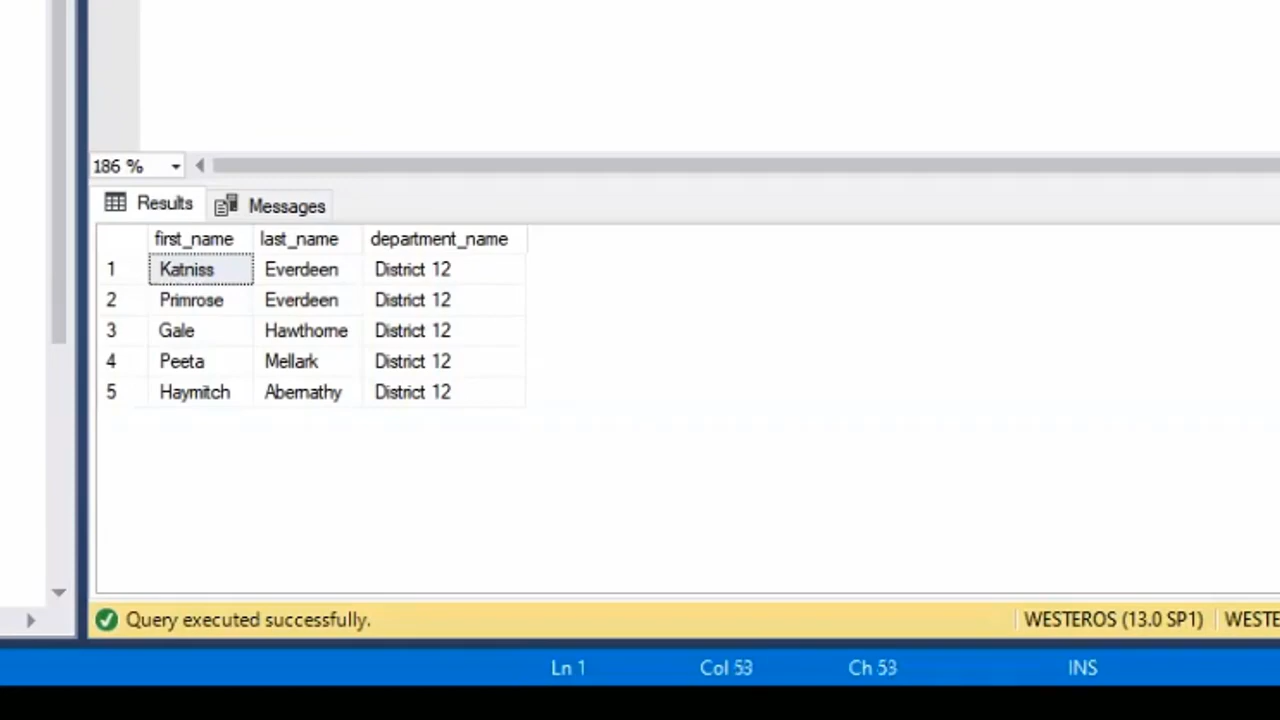 186 %
Results Messages
first_name last_name department_name
1 Katniss Everdeen District 12
2 Primrose Everdeen District 12
3 Gale Hawthorne District 12
4 Peeta Mellark District 12
5 Haymitch Abernathy District 12
Query executed successfully. WESTEROS (13.0 SP1) WESTE
Ln 1 Col 53 Ch 53 INS